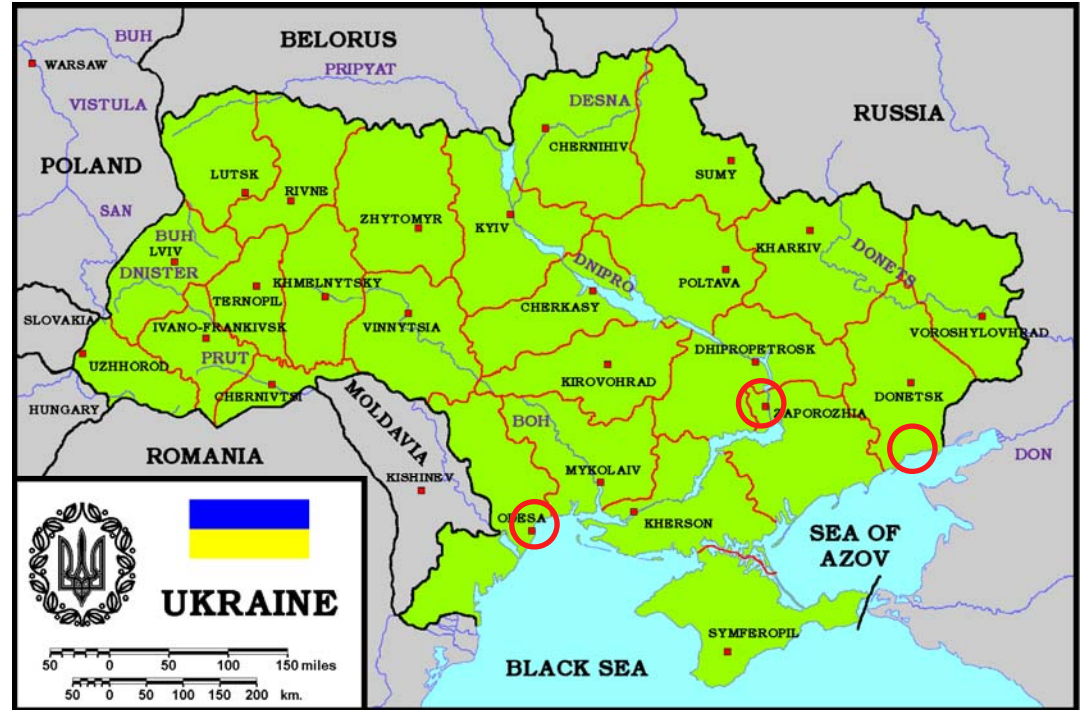 BUH
BELORUS
WARSAW
PRIPYAT
VISTULA
DESNA
RUSSIA
CHERNIHIV
POLAND
LUTSK
SUMY
RIVNE
SAN
ZHYTOMYR
KYIV
BUH
LVIV
KHARKIV
DNISTER
DNIPRO
DONETS
KHMELNYTSKY
POLTAVA
TERNOPIL
CHERKASY
SLOVAKIA
IVANO-FRANKIVSK
VINNYTSIA
VOROSHYLOVHRAD
DHIPROPETROSK
PRUT
UZHHOROD
KIROVOHRAD
CHERNIVTSI
DONETSK
HUNGARY
MOLDAVIA
ZAPOROZHIA
BOH
ROMANIA
DON
MYKOLAIV
KISHINEV
ODESA
KHERSON
SEA OF
AZOV
UKRAINE
SYMFEROPIL
50 0 50 100 150 miles
BLACK SEA
50 0 50 100 150 200 km.